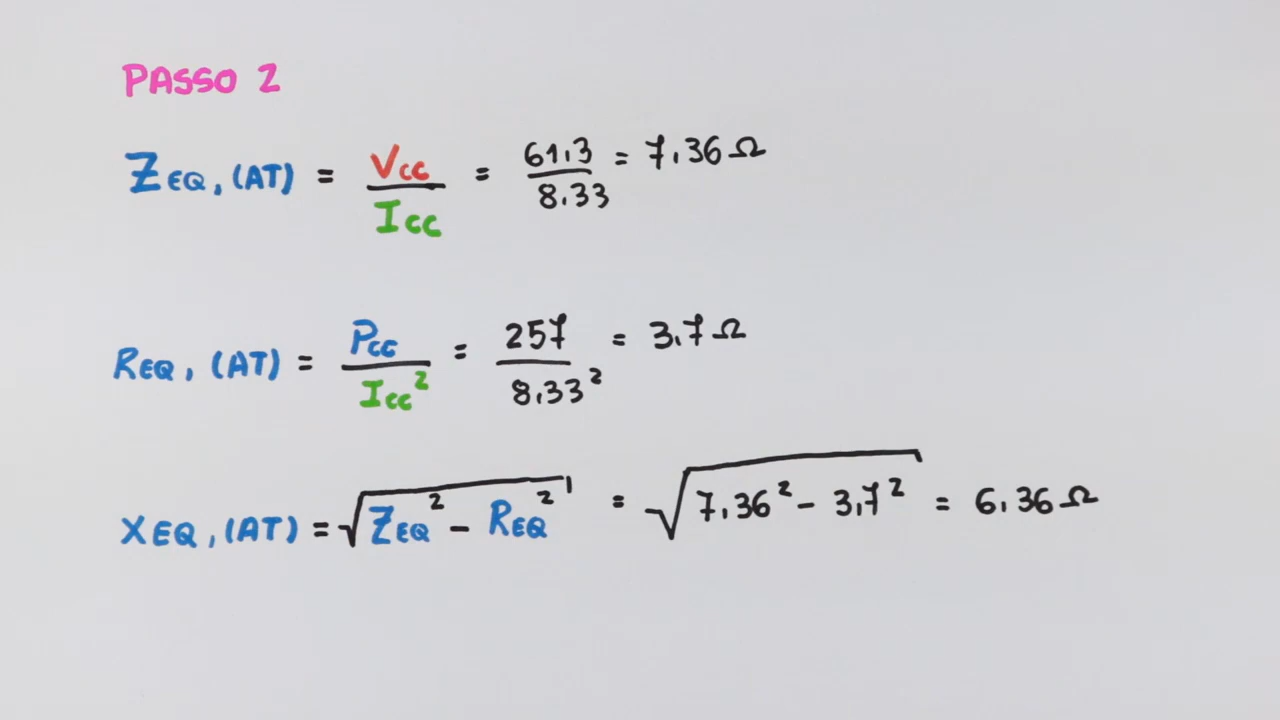 PASSO 2
ZEQ, (AT) = VCC / ICC = 61.3 / 8.33 = 7.36 Ω
REQ, (AT) = PCC / ICC² = 257 / 8.33² = 3.7 Ω
XEQ, (AT) = √(ZEQ² - REQ²) = √(7.36² - 3.7²) = 6.36 Ω